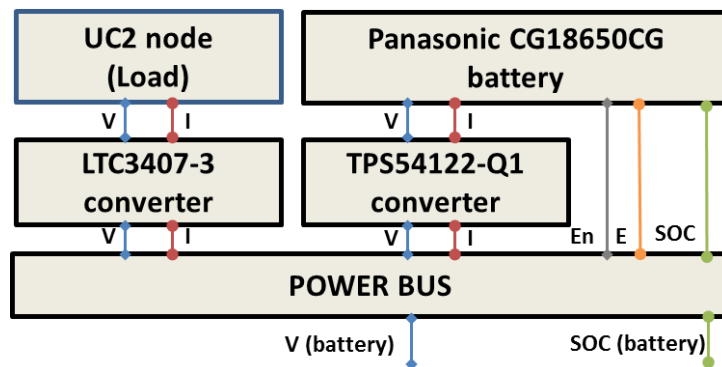 UC2 node
(Load)
Panasonic CG18650CG
battery
V
I
V
I
LTC3407-3
converter
TPS54122-Q1
converter
V
I
V
I
En
E
SOC
POWER BUS
V (battery)
SOC (battery)